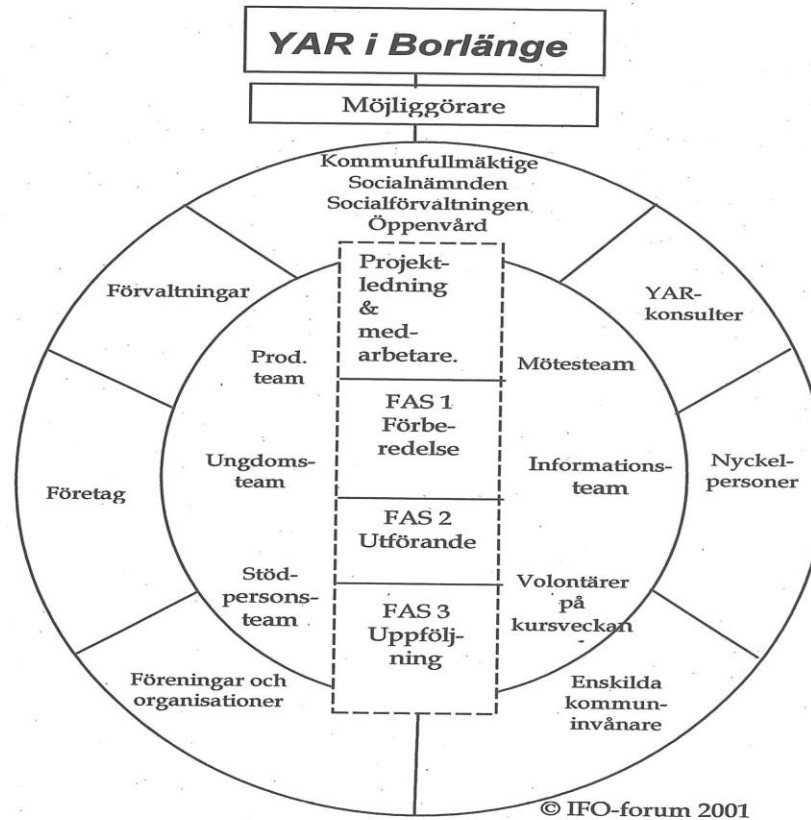 YAR i Borlänge
Möjliggörare
Kommunfullmäktige
Socialnämnden
Socialförvaltningen
Öppenvård
Förvaltningar
YAR-
konsulter
Projekt-
ledning
&
med-
arbetare.
Prod.
team
Mötesteam
FAS 1
Förbe-
redelse
Ungdoms-
team
Informations-
team
Företag
Nyckel-
personer
FAS 2
Utförande
Stöd-
persons-
team
Volontärer
på
kursveckan
FAS 3
Uppfölj-
ning
Föreningar och
organisationer
Enskilda
kommun-
invånare
© IFO-forum 2001